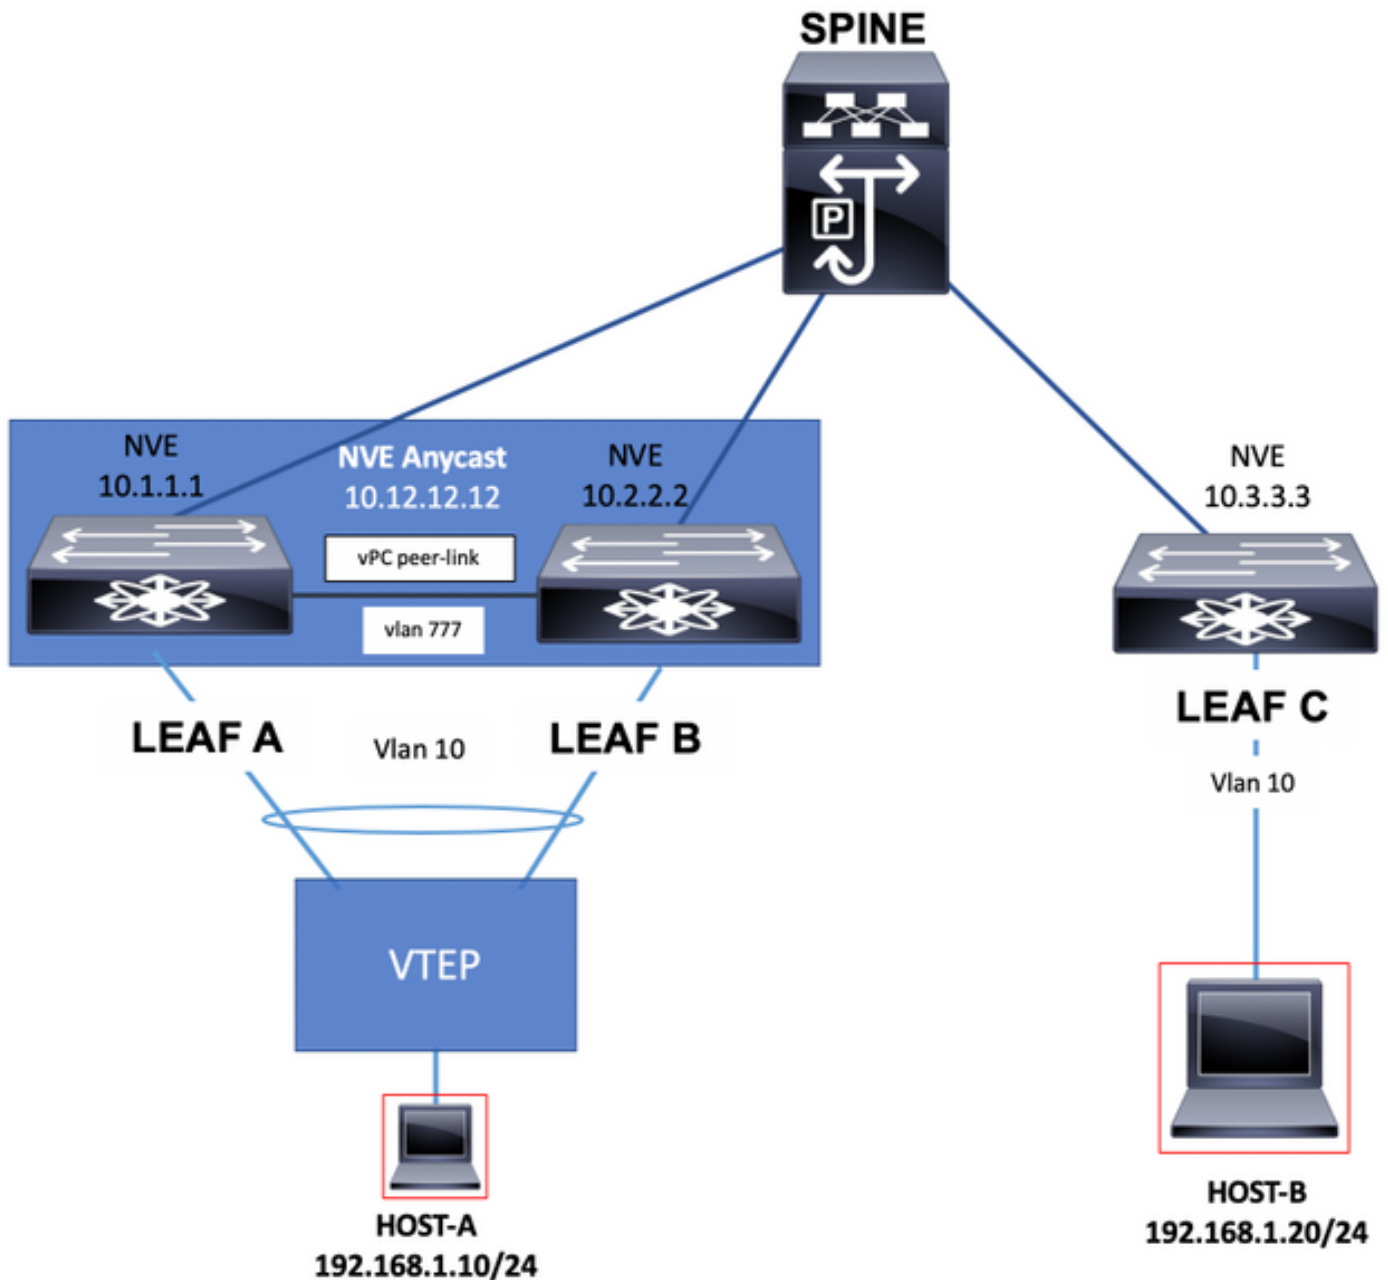 SPINE
P
NVE
10.1.1.1
NVE Anycast
10.12.12.12
NVE
10.2.2.2
NVE
10.3.3.3
vPC peer-link
vlan 777
LEAF A
Vlan 10
LEAF B
LEAF C
Vlan 10
VTEP
HOST-A
192.168.1.10/24
HOST-B
192.168.1.20/24